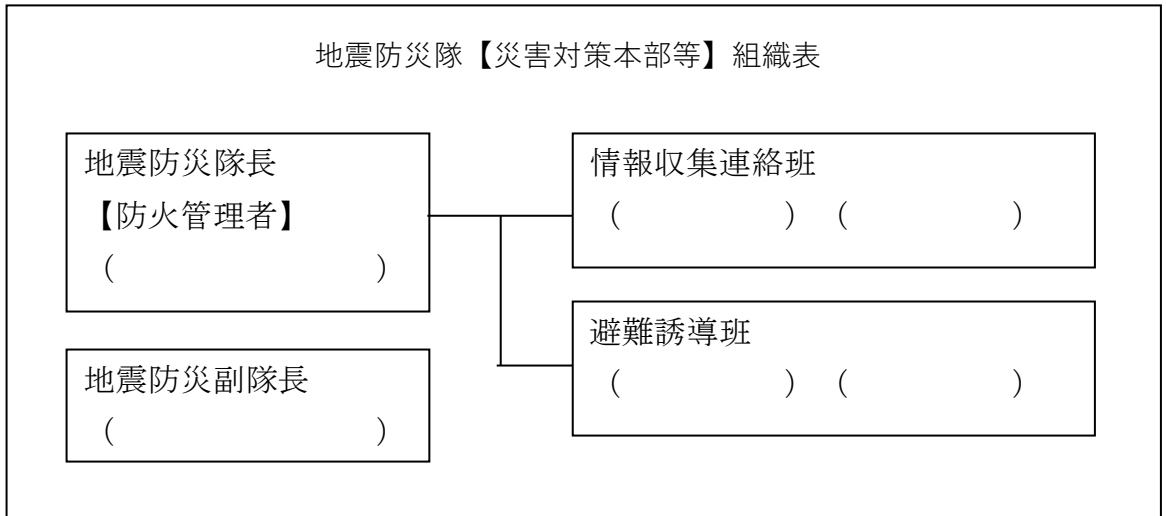 地震防災隊【災害対策本部等】組織表
地震防災隊長
【防火管理者】
（　　　　　　　　）
地震防災副隊長
（　　　　　　　　）
情報収集連絡班
（　　　　　）（　　　　　）
避難誘導班
（　　　　　）（　　　　　）